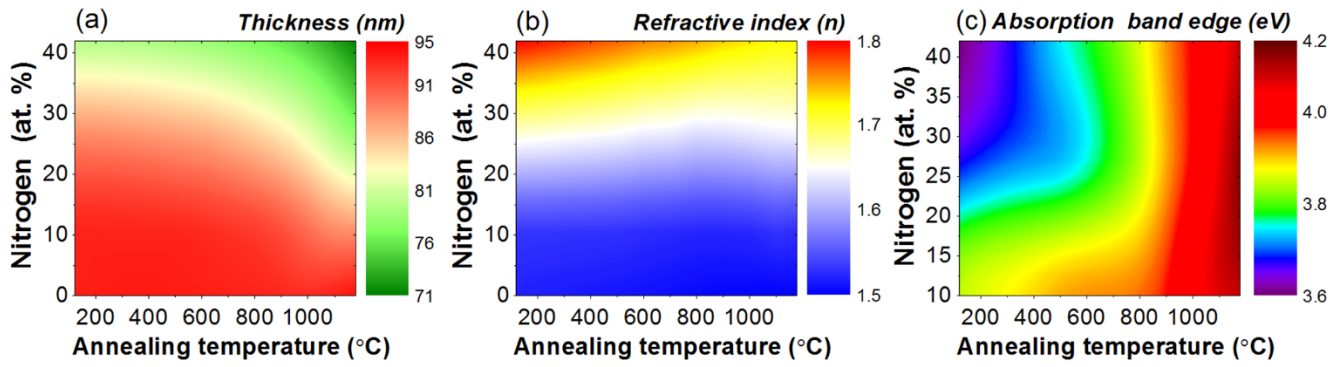 (a) Thickness (nm)
Nitrogen (at. %)
40
30
20
10
0
200 400 600 800 1000
Annealing temperature (°C)
95
91
86
81
76
71
(b) Refractive index (n)
Nitrogen (at. %)
40
30
20
10
0
200 400 600 800 1000
Annealing temperature (°C)
1.8
1.7
1.6
1.5
(c) Absorption band edge (eV)
Nitrogen (at. %)
40
35
30
25
20
15
10
200 400 600 800 1000
Annealing temperature (°C)
4.2
4.0
3.8
3.6